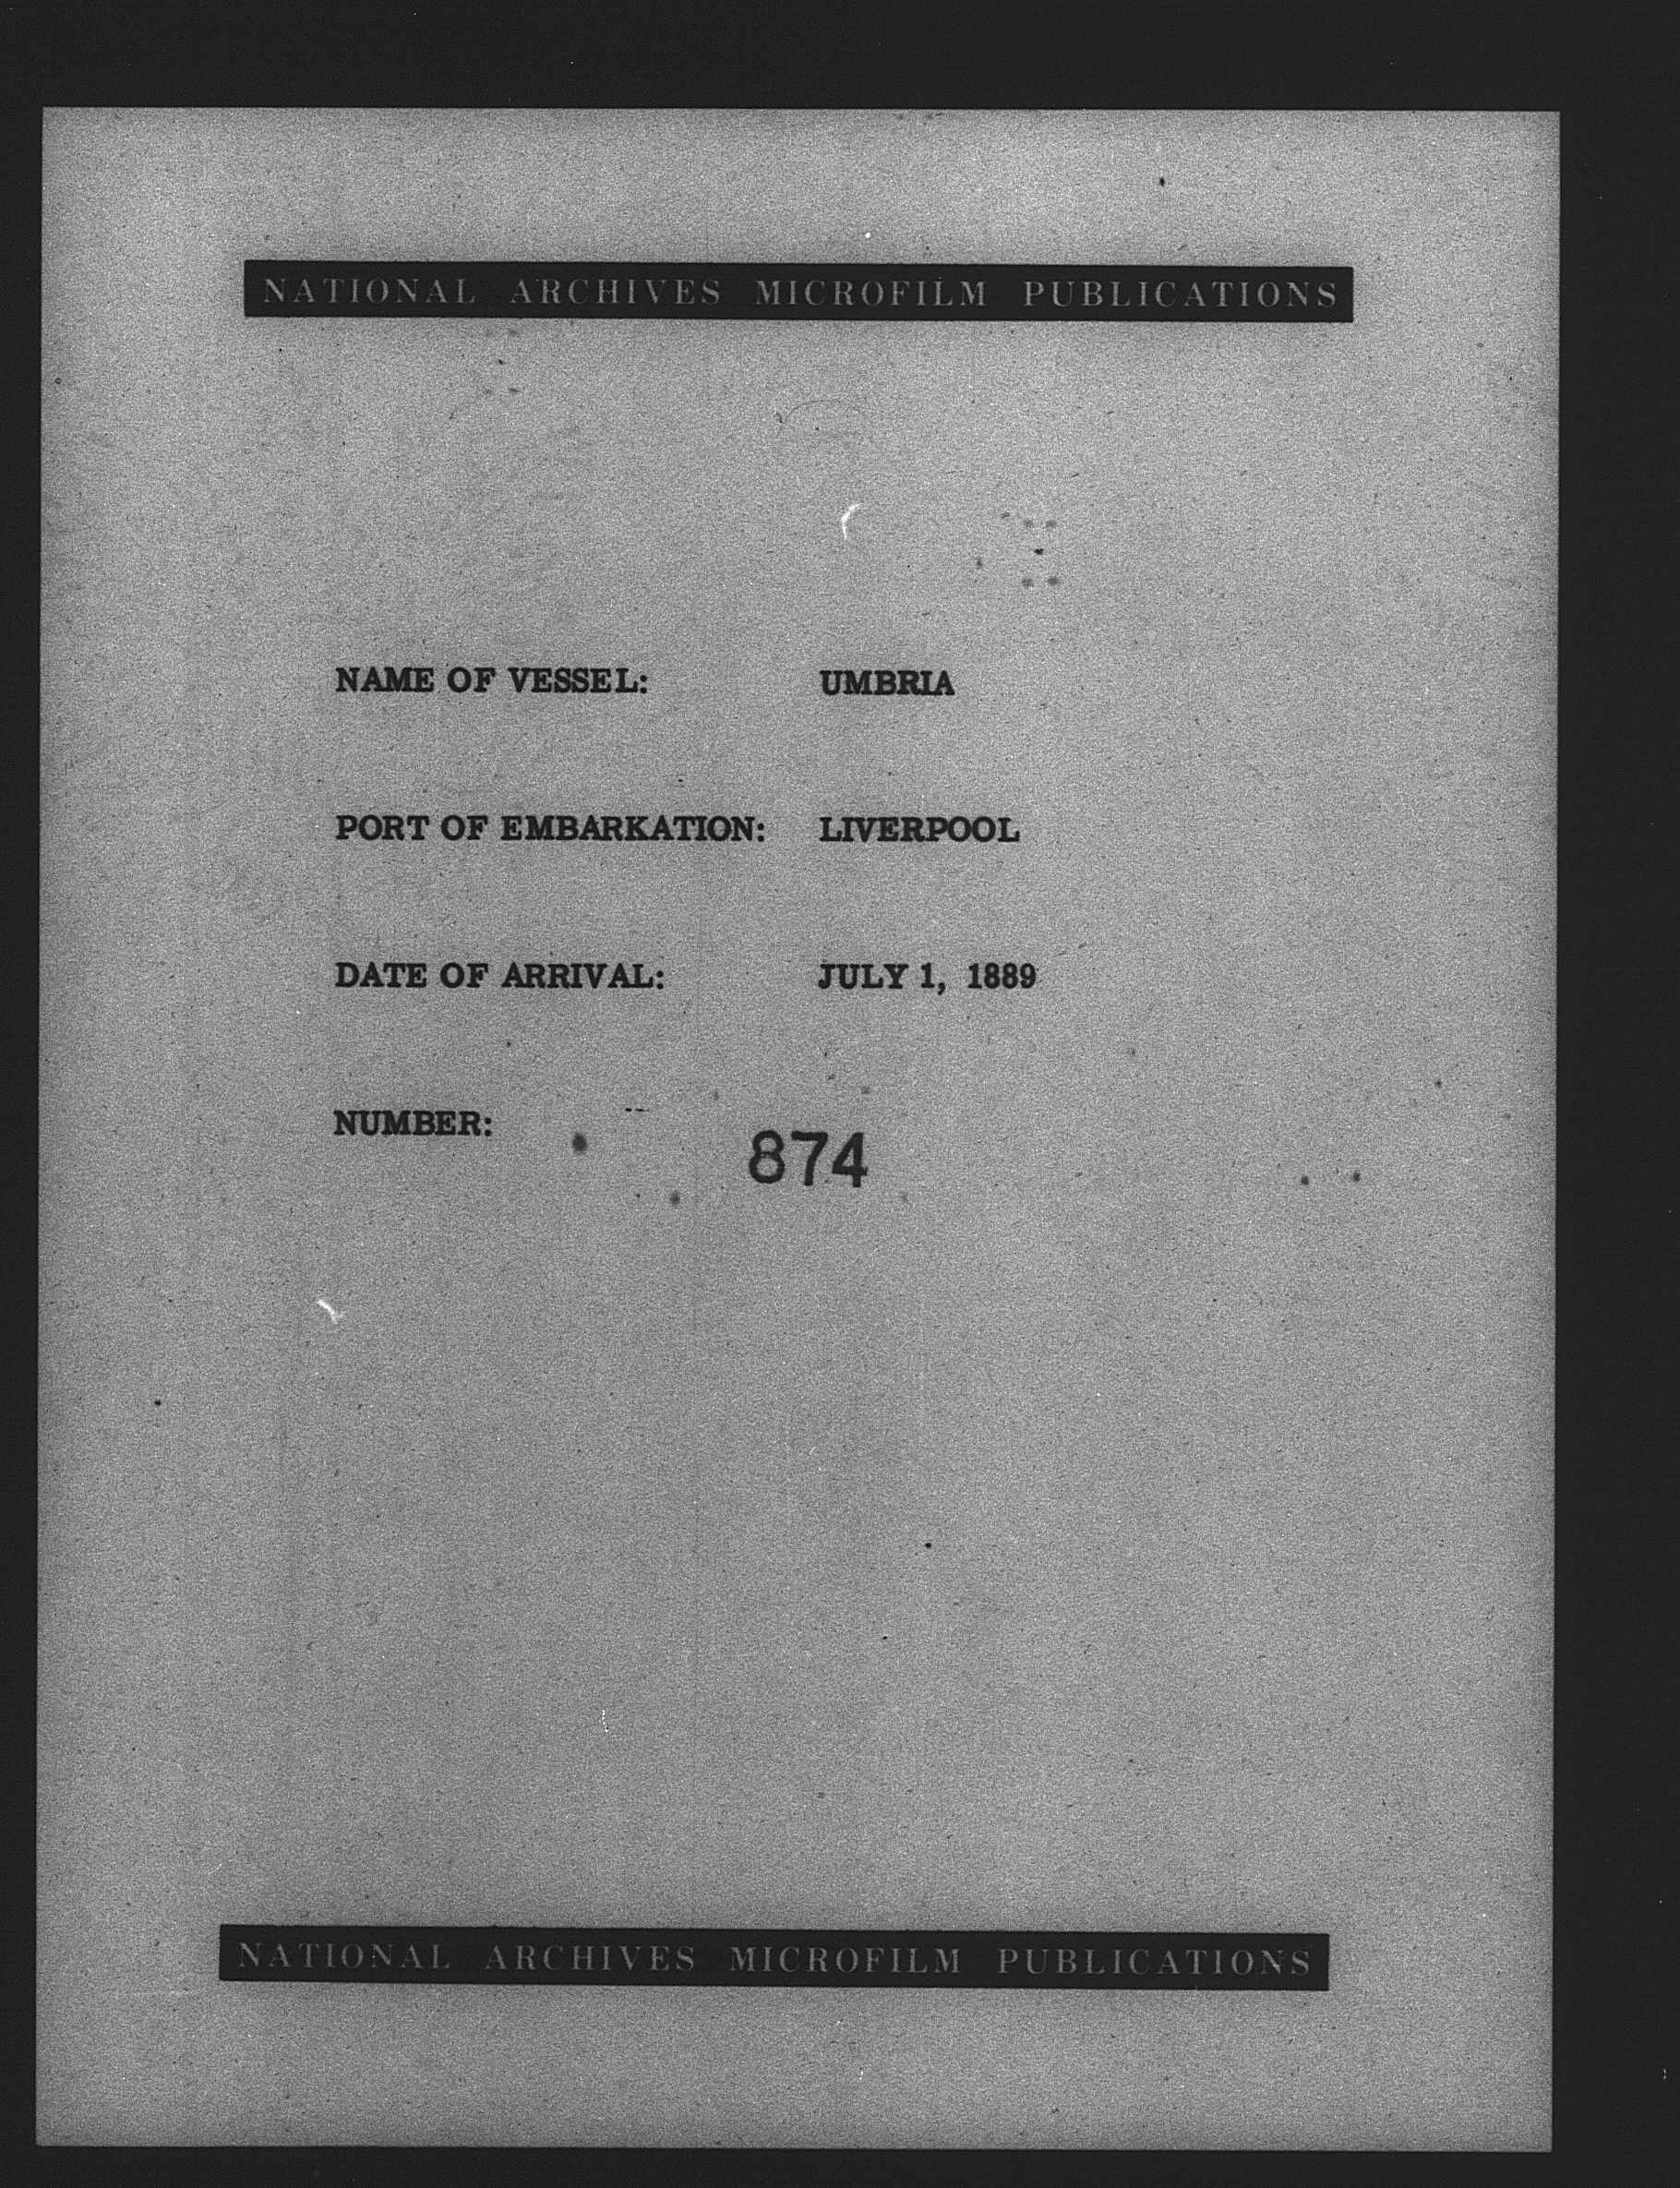 NATIONAL ARCHIVES MICROFILM PUBLICATIONS
NAME OF VESSEL: UMBRIA
PORT OF EMBARKATION: LIVERPOOL
DATE OF ARRIVAL: JULY 1, 1889
NUMBER: 874
NATIONAL ARCHIVES MICROFILM PUBLICATIONS